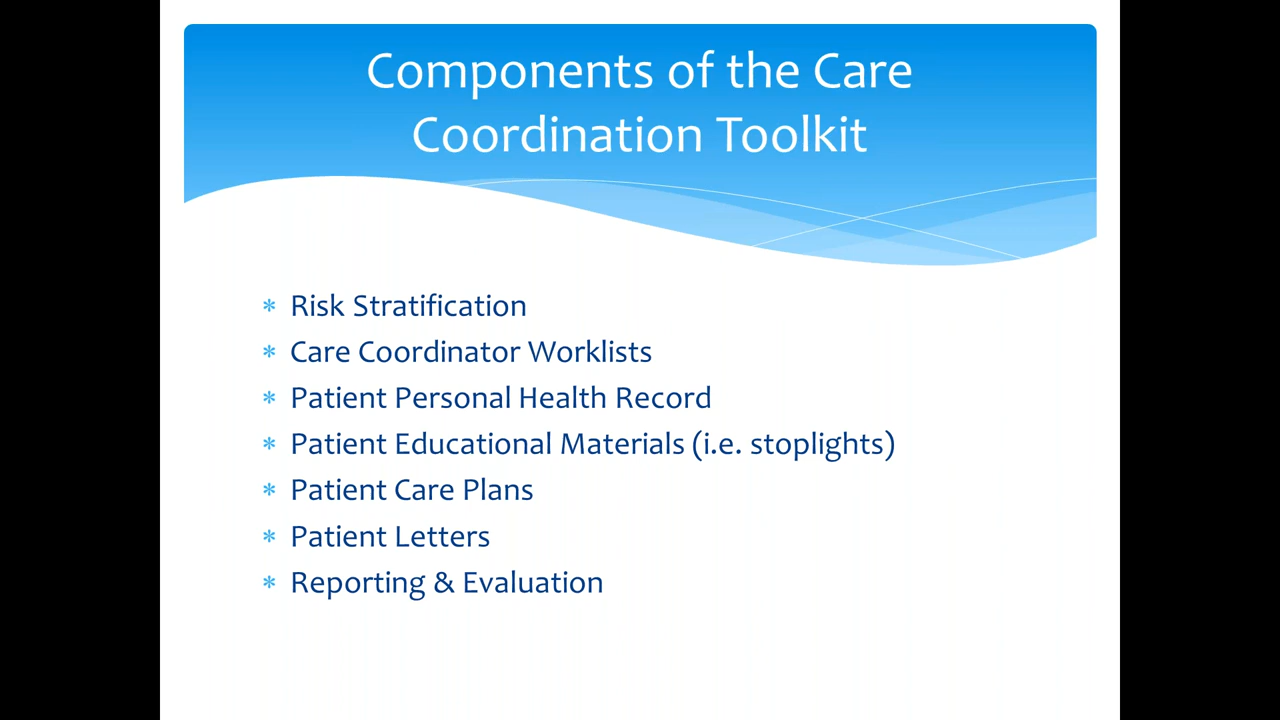 Components of the Care
Coordination Toolkit
* Risk Stratification
* Care Coordinator Worklists
* Patient Personal Health Record
* Patient Educational Materials (i.e. stoplights)
* Patient Care Plans
* Patient Letters
* Reporting & Evaluation